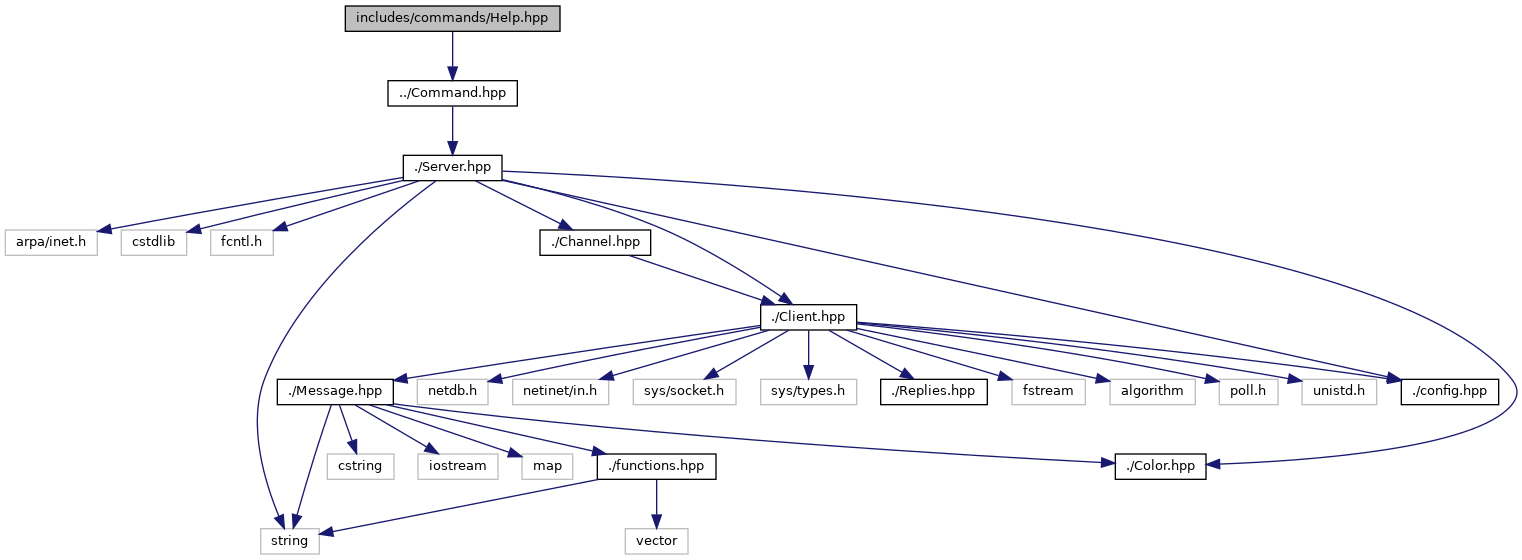 includes/commands/Help.hpp
../Command.hpp
./Server.hpp
arpa/inet.h
cstdlib
fcntl.h
./Channel.hpp
./Client.hpp
./Message.hpp
netdb.h
netinet/in.h
sys/socket.h
sys/types.h
./Replies.hpp
fstream
algorithm
poll.h
unistd.h
./config.hpp
cstring
iostream
map
./functions.hpp
./Color.hpp
string
vector